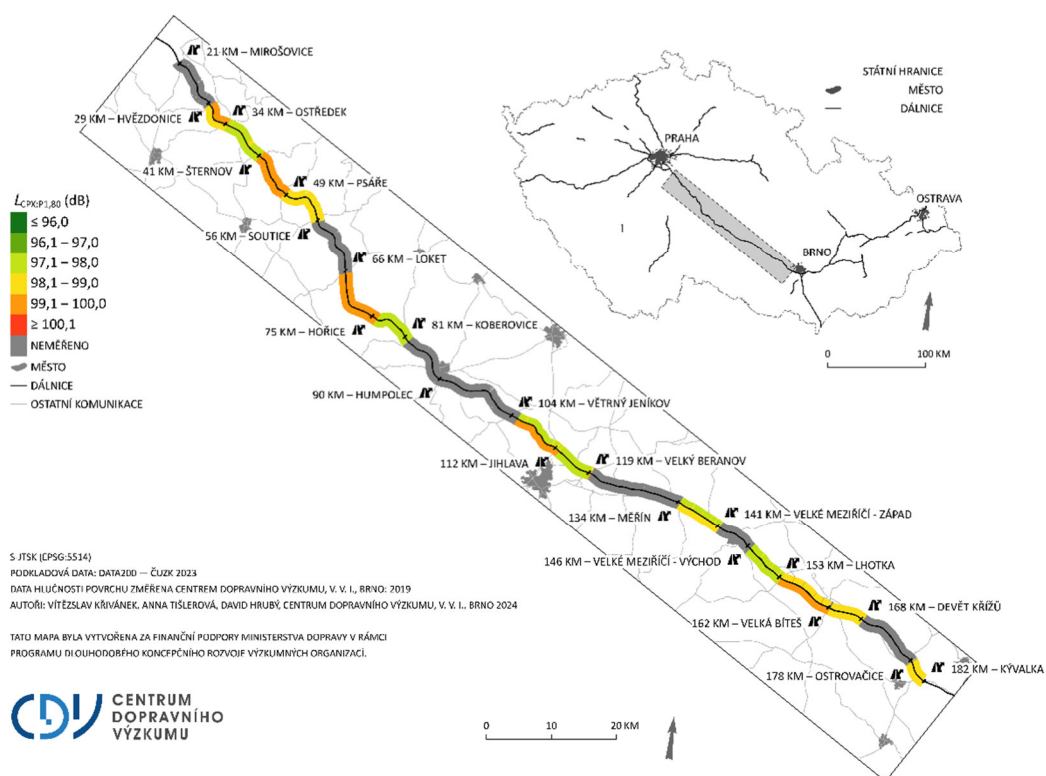 21 KM – MIROŠOVICE
34 KM – OSTŘEDEK
29 KM – HVĚZDONICE
41 KM – ŠTERNOV
49 KM – PSÁŘE
56 KM – SOUTICE
66 KM – LOKET
75 KM – HOŘICE
81 KM – KOBEROVICE
90 KM – HUMPOLEC
104 KM – VĚTRNÝ JENÍKOV
112 KM – JIHLAVA
119 KM – VELKÝ BERANOV
134 KM – MĚŘÍN
141 KM – VELKÉ MEZIŘÍČÍ - ZÁPAD
146 KM – VELKÉ MEZIŘÍČÍ - VÝCHOD
153 KM – LHOTKA
162 KM – VELKÁ BÍTEŠ
168 KM – DEVĚT KŘÍŽŮ
178 KM – OSTROVAČICE
182 KM – KÝVALKA
STÁTNÍ HRANICE
MĚSTO
DÁLNICE
PRAHA
OSTRAVA
BRNO
0 100 KM
LCPX:P1,80 (dB)
≤ 96,0
96,1 – 97,0
97,1 – 98,0
98,1 – 99,0
99,1 – 100,0
≥ 100,1
NEMĚŘENO
MĚSTO
DÁLNICE
OSTATNÍ KOMUNIKACE
S JTSK (EPSG:5514)
PODKLADOVÁ DATA: DATA200 — ČÚZK 2023
DATA HLUČNOSTI POVRCHU ZMĚŘENA CENTREM DOPRAVNÍHO VÝZKUMU, V. V. I., BRNO: 2019
AUTOŘI: VÍTĚZSLAV KŘIVÁNEK, ANNA TIŠLEROVÁ, DAVID HRUBÝ, CENTRUM DOPRAVNÍHO VÝZKUMU, V. V. I., BRNO 2024
TATO MAPA BYLA VYTVOŘENA ZA FINANČNÍ PODPORY MINISTERSTVA DOPRAVY V RÁMCI
PROGRAMU DLOUHODOBÉHO KONCEPČNÍHO ROZVOJE VÝZKUMNÝCH ORGANIZACÍ.
CDV
CENTRUM
DOPRAVNÍHO
VÝZKUMU
0 10 20 KM